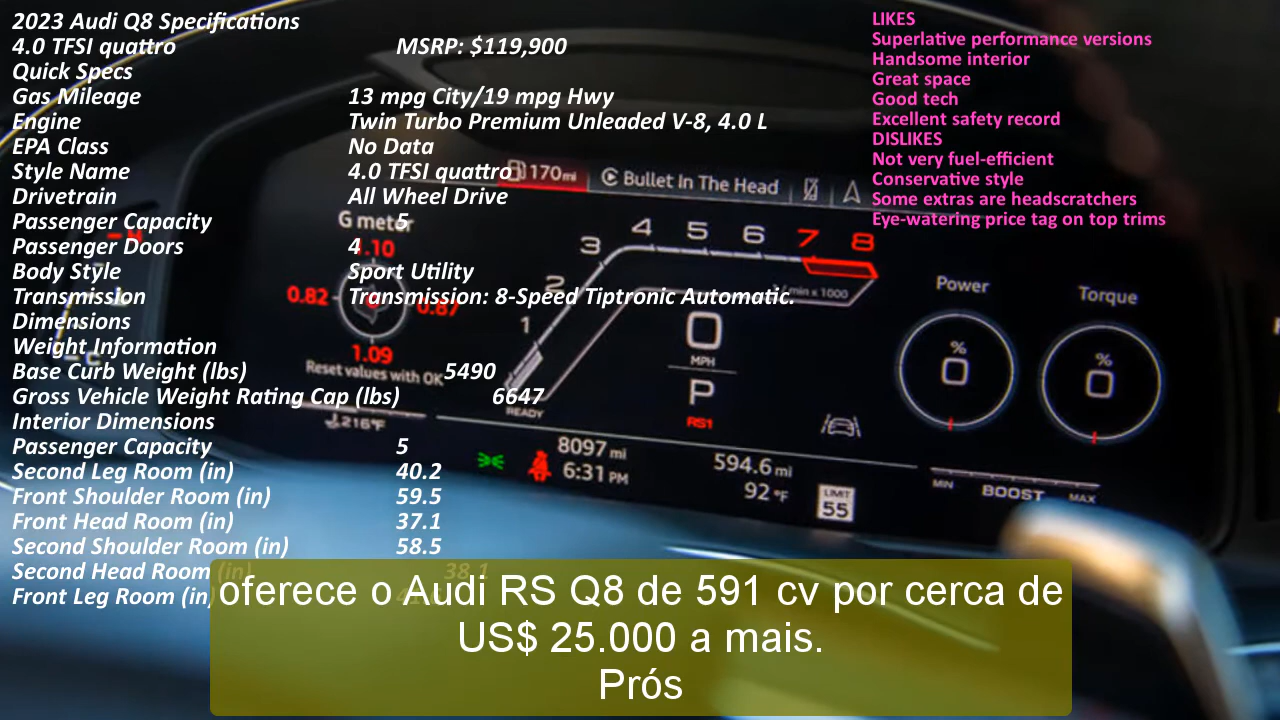 2023 Audi Q8 Specifications
4.0 TFSI quattro MSRP: $119,900
Quick Specs
Gas Mileage 13 mpg City/19 mpg Hwy
Engine Twin Turbo Premium Unleaded V-8, 4.0 L
EPA Class No Data
Style Name 4.0 TFSI quattro
Drivetrain All Wheel Drive
Passenger Capacity 5
Passenger Doors 4
Body Style Sport Utility
Transmission Transmission: 8-Speed Tiptronic Automatic.
Dimensions
Weight Information
Base Curb Weight (lbs) 5490
Gross Vehicle Weight Rating Cap (lbs) 6647
Interior Dimensions
Passenger Capacity 5
Second Leg Room (in) 40.2
Front Shoulder Room (in) 59.5
Front Head Room (in) 37.1
Second Shoulder Room (in) 58.5
Second Head Room (in) 38.1
Front Leg Room (in)
LIKES
Superlative performance versions
Handsome interior
Great space
Good tech
Excellent safety record
DISLIKES
Not very fuel-efficient
Conservative style
Some extras are headscratchers
Eye-watering price tag on top trims
170 mi
Bullet In The Head
G meter
1.10
0.82
0.87
1.09
Reset values with OK
1 2 3 4 5 6 7 8
/min x 1000
0
MPH
P
RS1
READY
Power
%
0
Torque
%
0
216°F
8097 mi
6:31 PM
594.6 mi
92 °F
LIMIT
55
MIN BOOST MAX
oferece o Audi RS Q8 de 591 cv por cerca de
US$ 25.000 a mais.
Prós